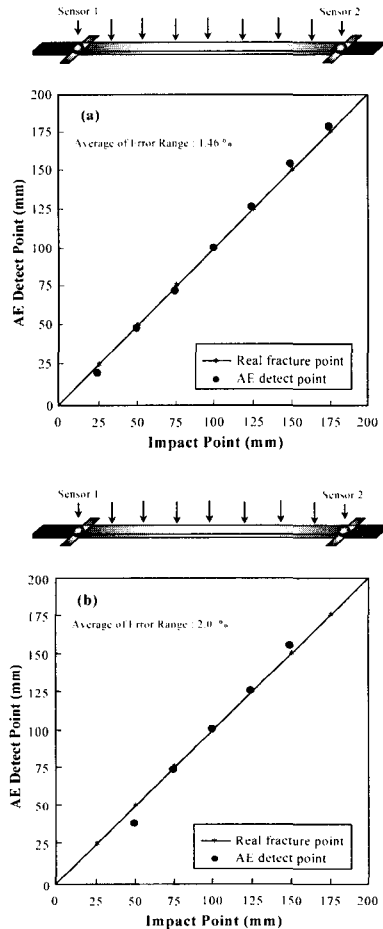 Sensor 1
Sensor 2
200
(a)
175
Average of Error Range : 1.46 %
150
125
100
75
50
25
0
AE Detect Point (mm)
Real fracture point
AE detect point
25 50 75 100 125 150 175 200
Impact Point (mm)
Sensor 1
Sensor 2
200
(b)
175
Average of Error Range : 2.0 %
150
125
100
75
50
25
0
AE Detect Point (mm)
Real fracture point
AE detect point
0 25 50 75 100 125 150 175 200
Impact Point (mm)